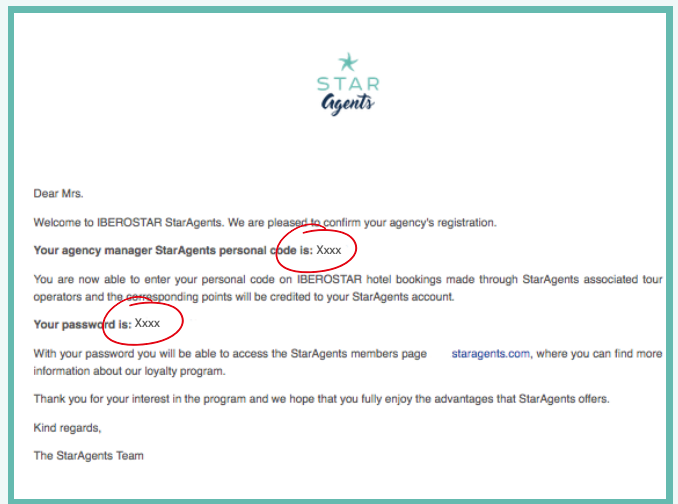 STAR
Agents
Dear Mrs.
Welcome to IBEROSTAR StarAgents. We are pleased to confirm your agency's registration.
Your agency manager StarAgents personal code is: Xxxx
You are now able to enter your personal code on IBEROSTAR hotel bookings made through StarAgents associated tour
operators and the corresponding points will be credited to your StarAgents account.
Your password is: Xxxx
With your password you will be able to access the StarAgents members page staragents.com, where you can find more
information about our loyalty program.
Thank you for your interest in the program and we hope that you fully enjoy the advantages that StarAgents offers.
Kind regards,
The StarAgents Team